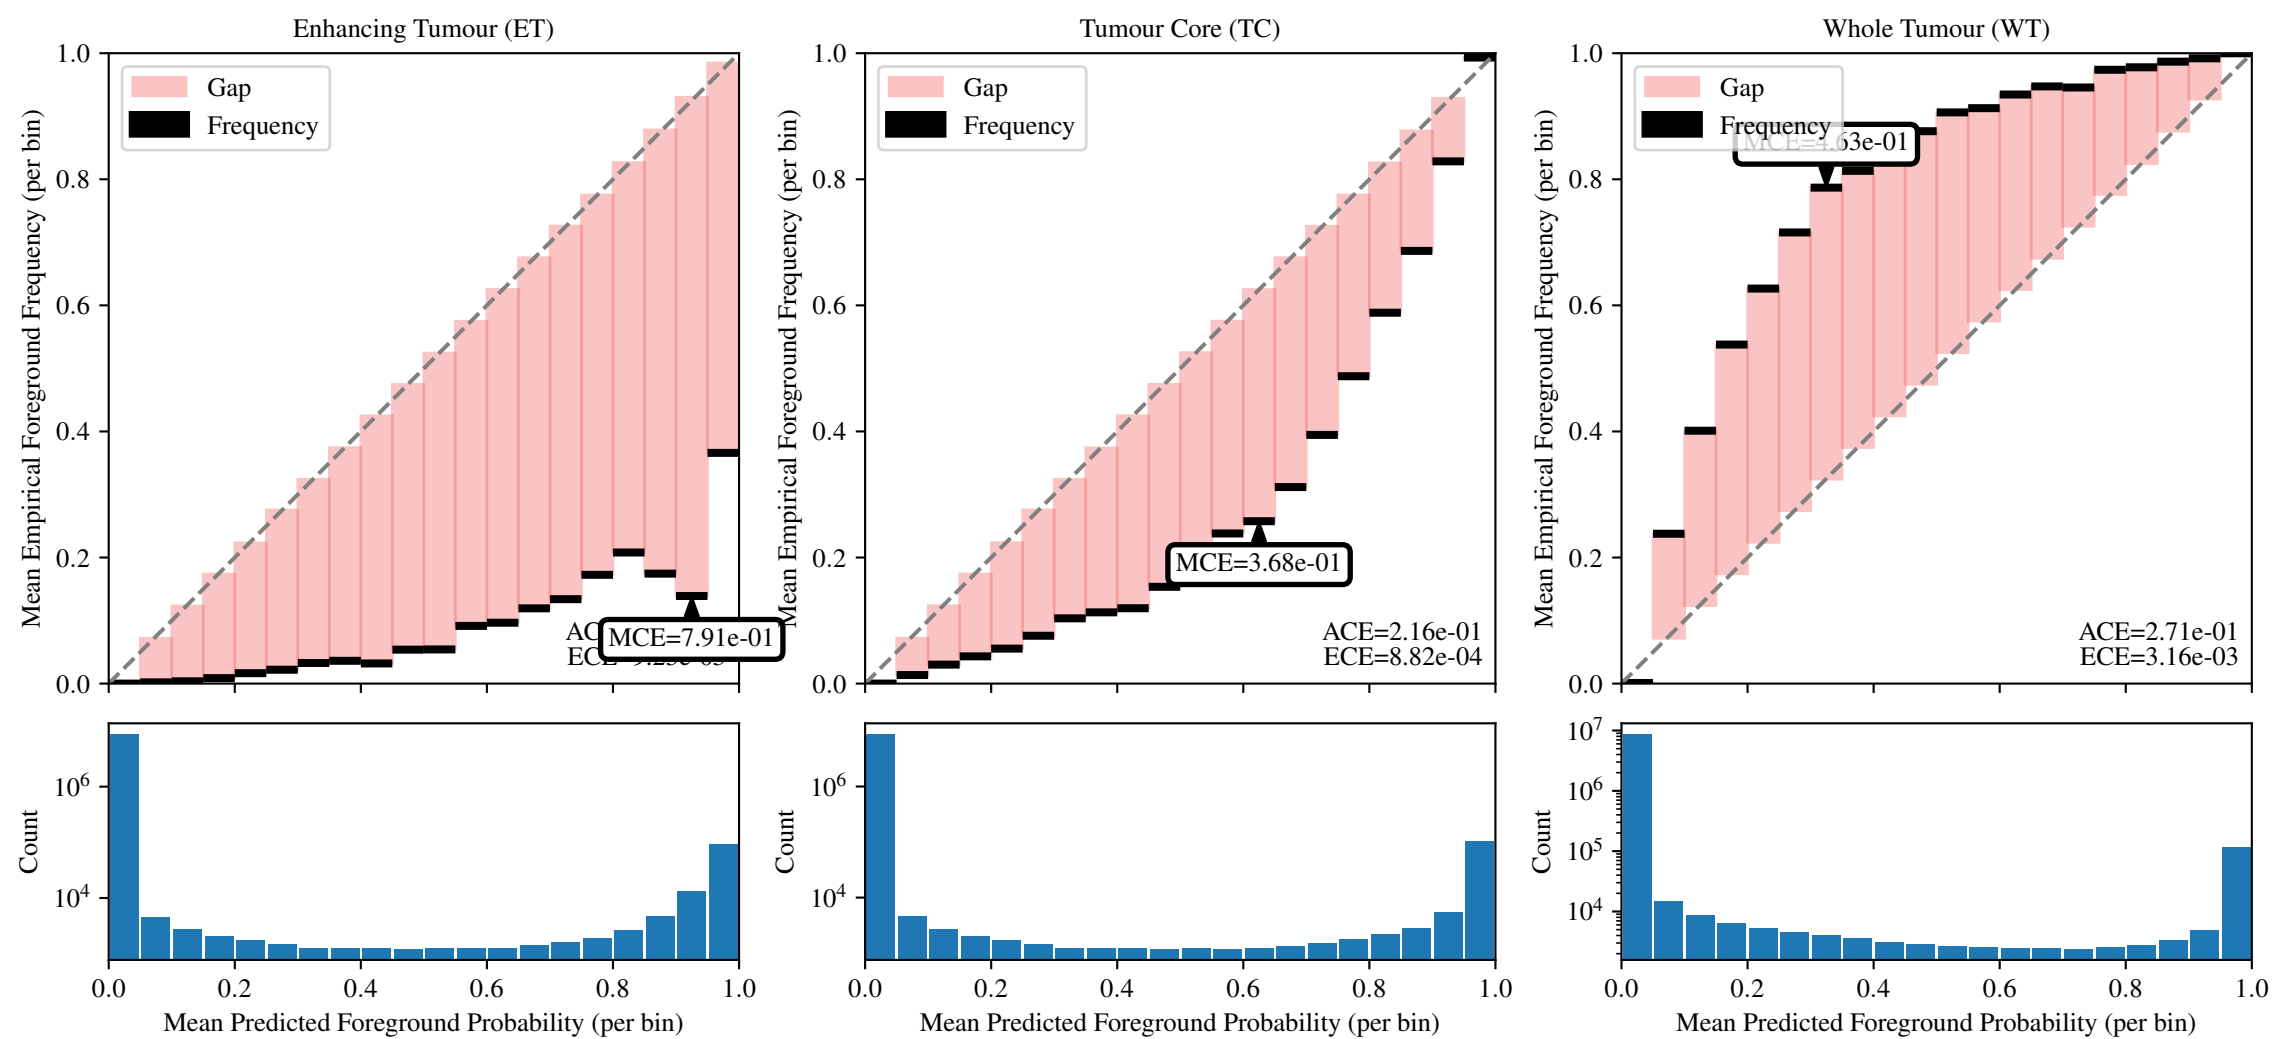 Enhancing Tumour (ET)
Mean Empirical Foreground Frequency (per bin)
1.0
0.8
0.6
0.4
0.2
0.0
Gap
Frequency
MCE=7.91e-01
Count
10^6
10^4
0.0 0.2 0.4 0.6 0.8 1.0
Mean Predicted Foreground Probability (per bin)
Tumour Core (TC)
Mean Empirical Foreground Frequency (per bin)
1.0
0.8
0.6
0.4
0.2
0.0
Gap
Frequency
MCE=3.68e-01
ACE=2.16e-01
ECE=8.82e-04
Count
10^6
10^4
0.0 0.2 0.4 0.6 0.8 1.0
Mean Predicted Foreground Probability (per bin)
Whole Tumour (WT)
Mean Empirical Foreground Frequency (per bin)
1.0
0.8
0.6
0.4
0.2
0.0
Gap
Frequency
MCE=4.63e-01
ACE=2.71e-01
ECE=3.16e-03
Count
10^7
10^6
10^5
10^4
0.0 0.2 0.4 0.6 0.8 1.0
Mean Predicted Foreground Probability (per bin)